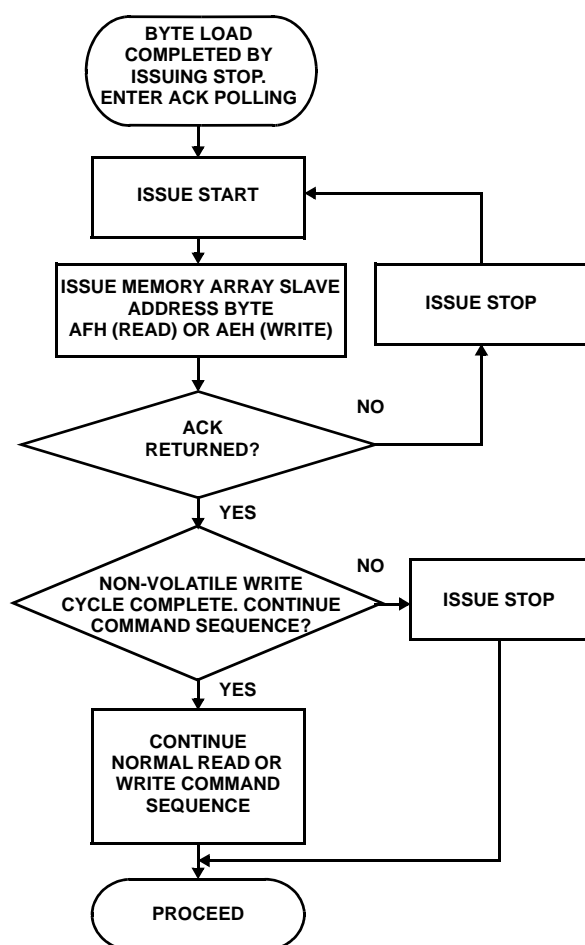 BYTE LOAD
COMPLETED BY
ISSUING STOP.
ENTER ACK POLLING
ISSUE START
ISSUE MEMORY ARRAY SLAVE
ADDRESS BYTE
AFH (READ) OR AEH (WRITE)
ISSUE STOP
ACK
RETURNED?
NO
YES
NON-VOLATILE WRITE
CYCLE COMPLETE. CONTINUE
COMMAND SEQUENCE?
NO
ISSUE STOP
YES
CONTINUE
NORMAL READ OR
WRITE COMMAND
SEQUENCE
PROCEED